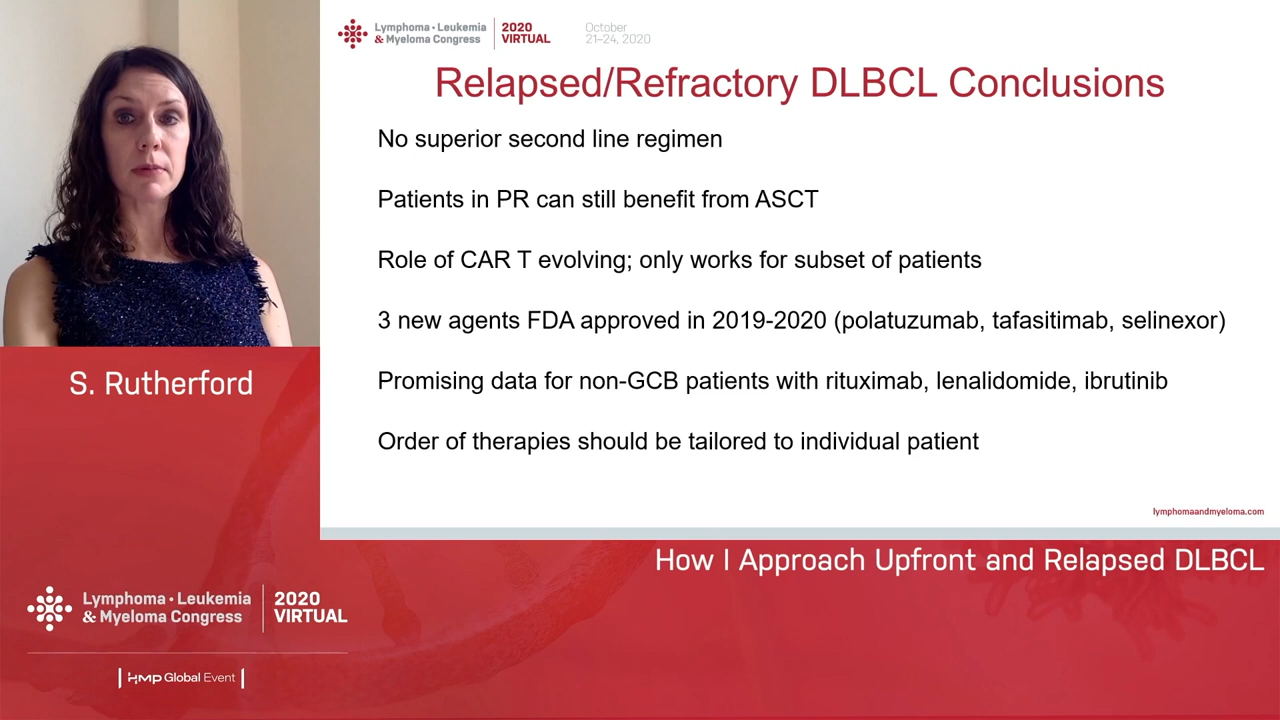 Lymphoma • Leukemia
& Myeloma Congress
2020
VIRTUAL
October
21–24, 2020
Relapsed/Refractory DLBCL Conclusions
No superior second line regimen
Patients in PR can still benefit from ASCT
Role of CAR T evolving; only works for subset of patients
3 new agents FDA approved in 2019-2020 (polatuzumab, tafasitimab, selinexor)
Promising data for non-GCB patients with rituximab, lenalidomide, ibrutinib
Order of therapies should be tailored to individual patient
lymphomaandmyeloma.com
S. Rutherford
How I Approach Upfront and Relapsed DLBCL
Lymphoma • Leukemia
& Myeloma Congress
2020
VIRTUAL
HMP Global Event